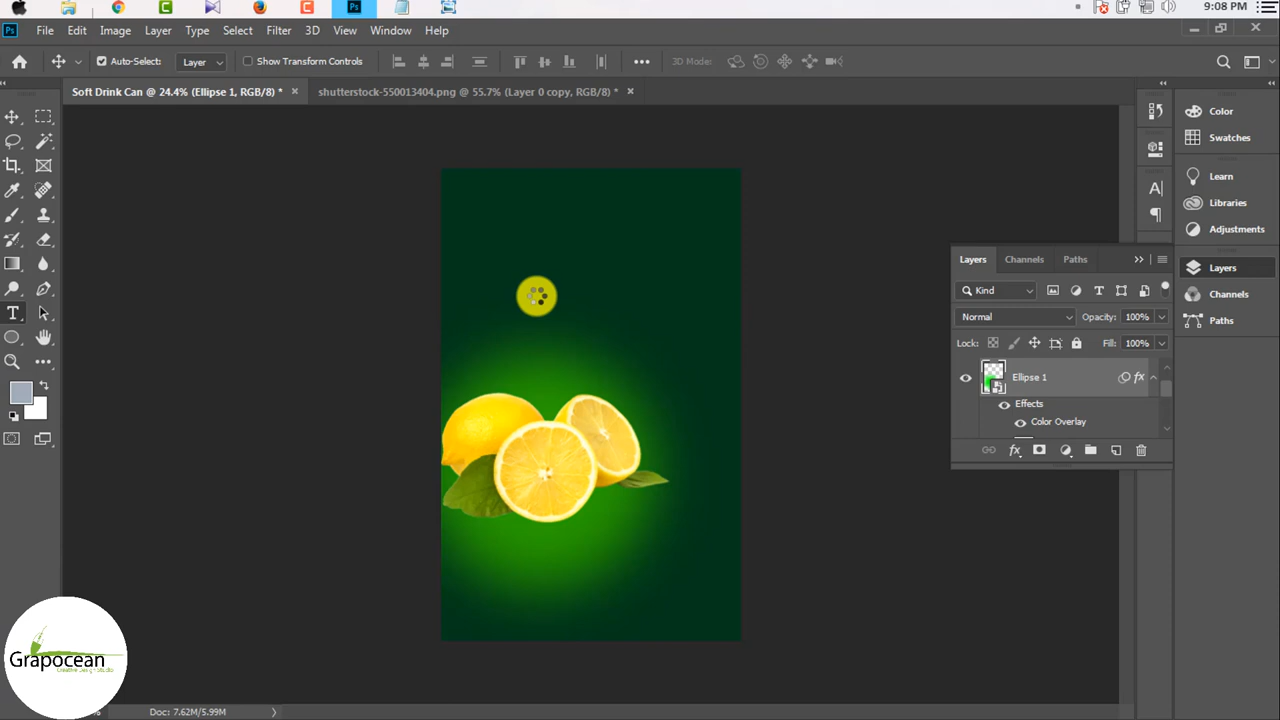 9:08 PM
Ps File Edit Image Layer Type Select Filter 3D View Window Help
Auto-Select: Layer Show Transform Controls 3D Mode:
Soft Drink Can @ 24.4% (Ellipse 1, RGB/8) * × shutterstock-550013404.png @ 55.7% (Layer 0 copy, RGB/8) * ×
Color
Swatches
Learn
Libraries
Adjustments
Layers
Channels
Paths
Layers Channels Paths
Kind
Normal Opacity: 100%
Lock: Fill: 100%
Ellipse 1 fx
Effects
Color Overlay
fx
Grapocean
Creative Design Studio
Doc: 7.62M/5.99M